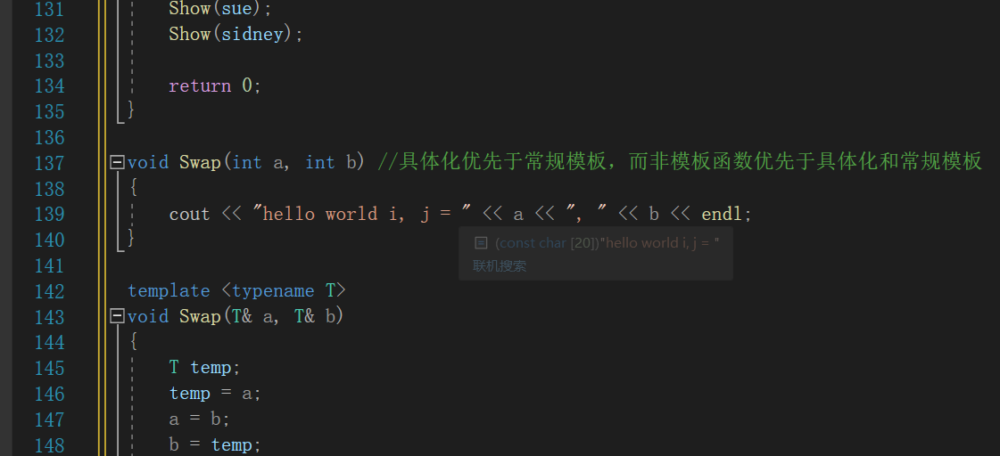 131 Show(sue);
132 Show(sidney);
133
134 return 0;
135 }
136
137 void Swap(int a, int b) //具体化优先于常规模板，而非模板函数优先于具体化和常规模板
138 {
139 cout << "hello world i, j = " << a << ", " << b << endl;
140 }
(const char [20])"hello world i, j = "
联机搜索
141
142 template <typename T>
143 void Swap(T& a, T& b)
144 {
145 T temp;
146 temp = a;
147 a = b;
148 b = temp;